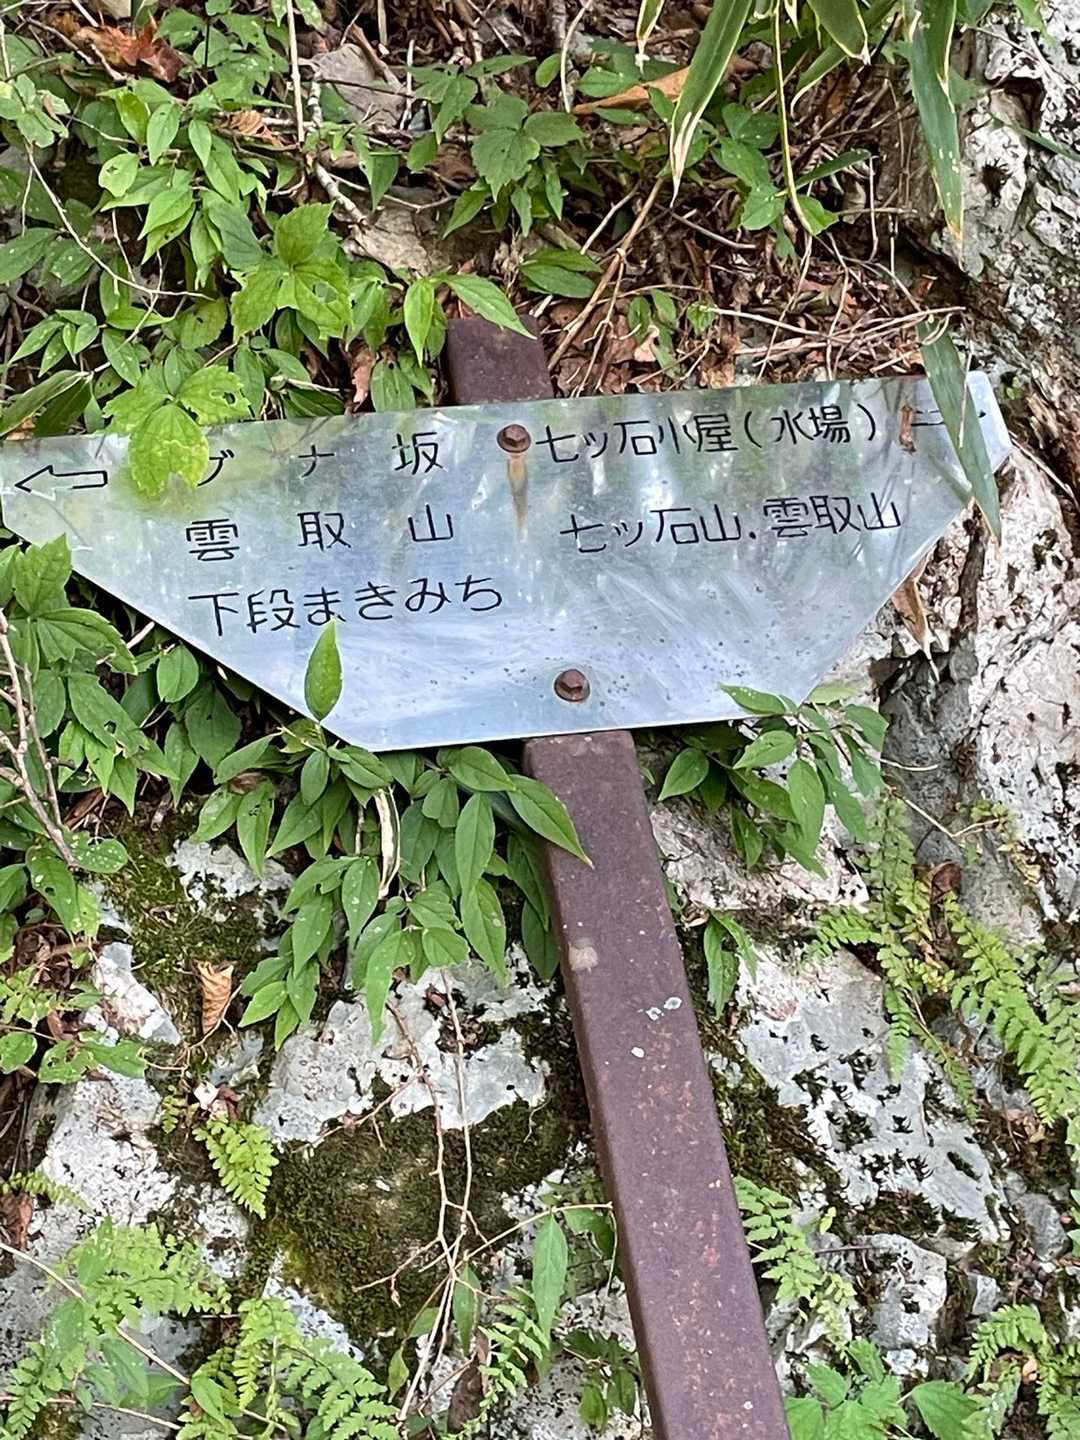 ブ ナ 坂
雲 取 山
下段まきみち
七ッ石小屋(水場)
七ッ石山.雲取山